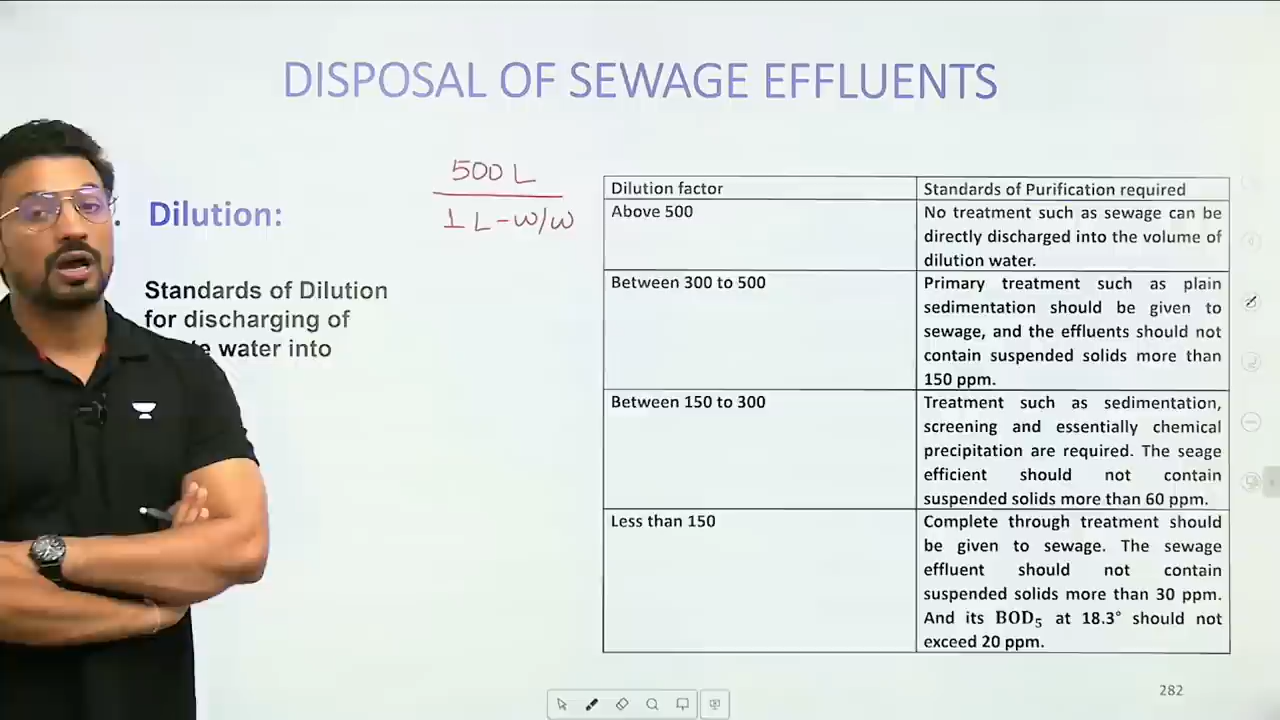 DISPOSAL OF SEWAGE EFFLUENTS
Dilution:
Standards of Dilution
for discharging of
water into
500 L
1 L - w/w
Dilution factor
Standards of Purification required
Above 500
No treatment such as sewage can be
directly discharged into the volume of
dilution water.
Between 300 to 500
Primary treatment such as plain
sedimentation should be given to
sewage, and the effluents should not
contain suspended solids more than
150 ppm.
Between 150 to 300
Treatment such as sedimentation,
screening and essentially chemical
precipitation are required. The seage
efficient should not contain
suspended solids more than 60 ppm.
Less than 150
Complete through treatment should
be given to sewage. The sewage
effluent should not contain
suspended solids more than 30 ppm.
And its BOD₅ at 18.3° should not
exceed 20 ppm.
282